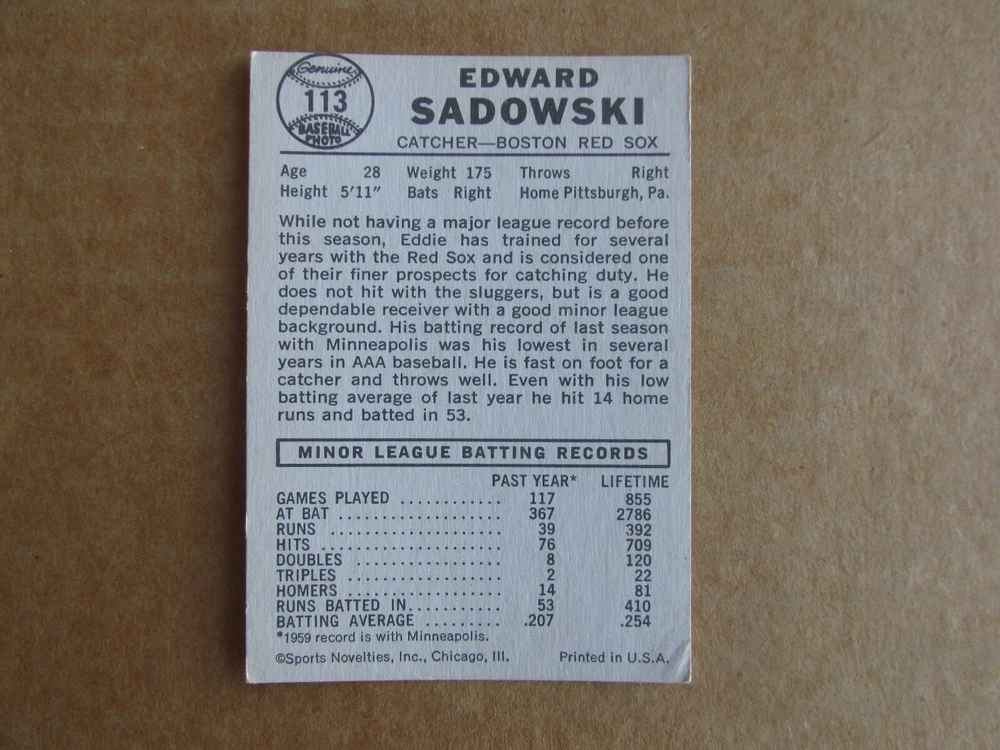 Genuine
113
BASEBALL
PHOTO
EDWARD
SADOWSKI
CATCHER—BOSTON RED SOX
Age 28 Weight 175 Throws Right
Height 5'11" Bats Right Home Pittsburgh, Pa.
While not having a major league record before
this season, Eddie has trained for several
years with the Red Sox and is considered one
of their finer prospects for catching duty. He
does not hit with the sluggers, but is a good
dependable receiver with a good minor league
background. His batting record of last season
with Minneapolis was his lowest in several
years in AAA baseball. He is fast on foot for a
catcher and throws well. Even with his low
batting average of last year he hit 14 home
runs and batted in 53.
MINOR LEAGUE BATTING RECORDS
PAST YEAR* LIFETIME
GAMES PLAYED ............ 117 855
AT BAT ................... 367 2786
RUNS .................... 39 392
HITS ..................... 76 709
DOUBLES ................. 8 120
TRIPLES .................. 2 22
HOMERS .................. 14 81
RUNS BATTED IN........... 53 410
BATTING AVERAGE ......... .207 .254
*1959 record is with Minneapolis.
©Sports Novelties, Inc., Chicago, Ill. Printed in U.S.A.